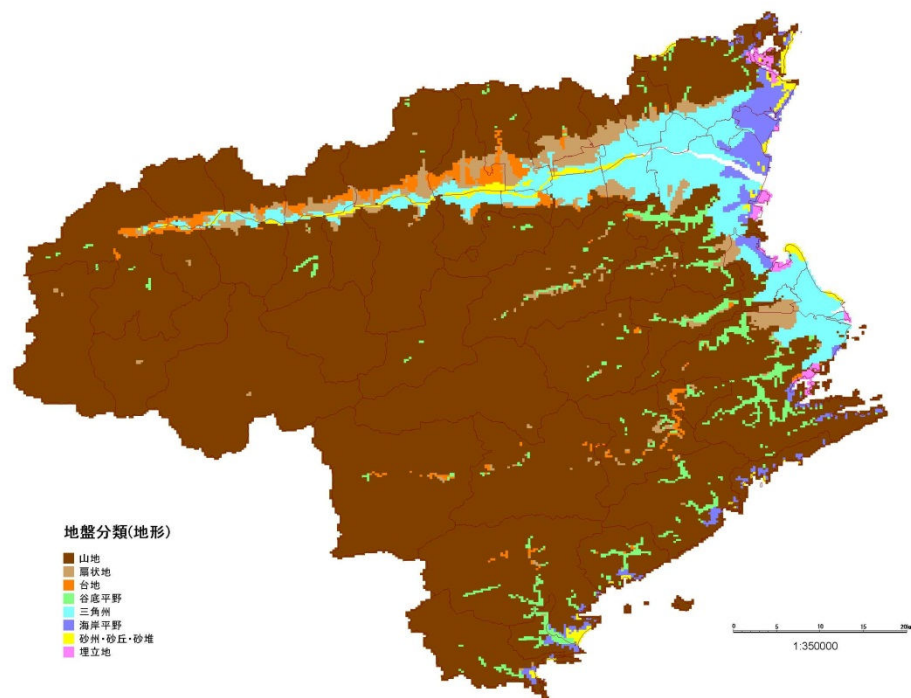 地盤分類(地形)
山地
扇状地
台地
谷底平野
三角州
海岸平野
砂州・砂丘・砂堆
埋立地
0 5 10 15 20km
1:350000